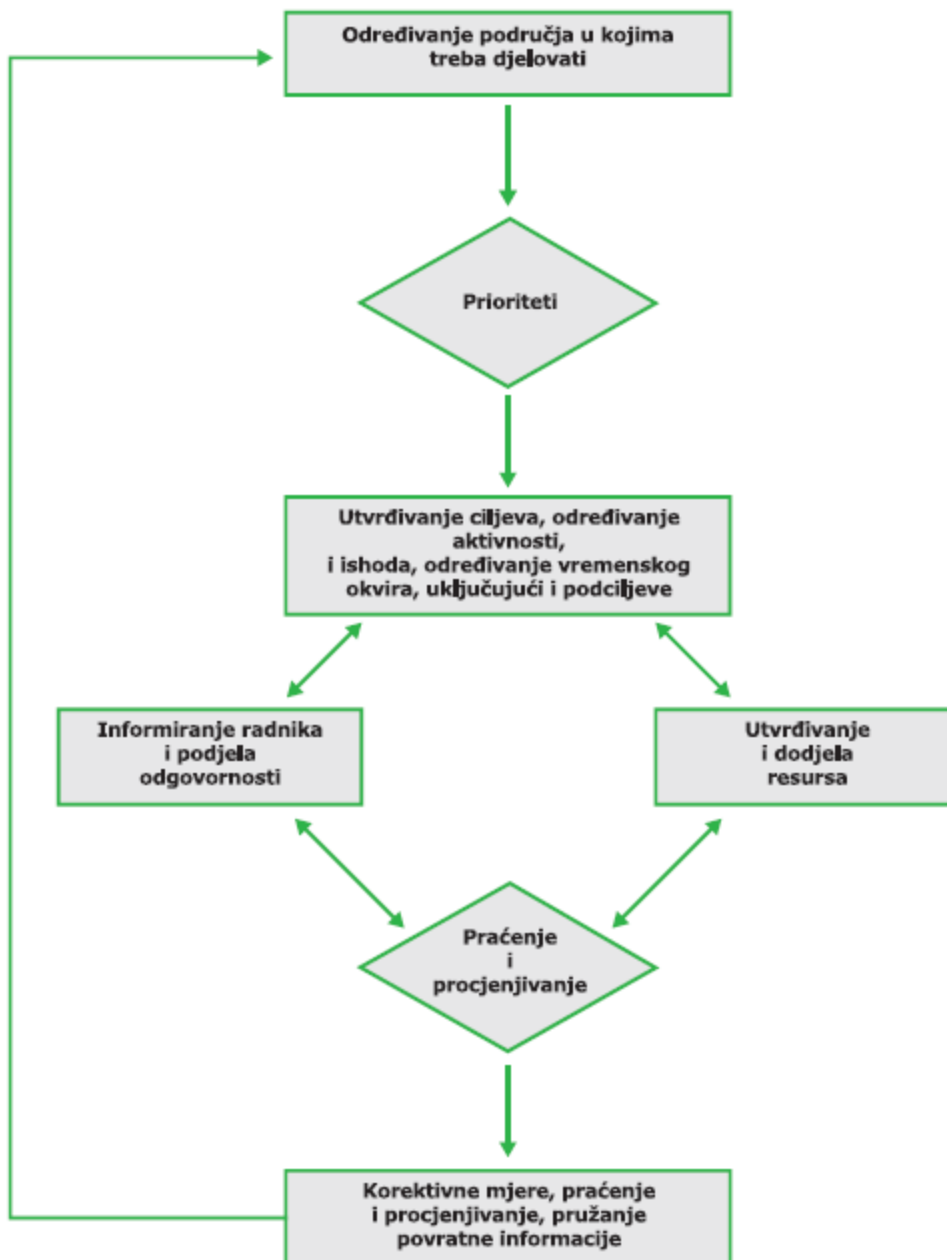 Određivanje područja u kojima
treba djelovati
Prioriteti
Utvrđivanje ciljeva, određivanje
aktivnosti,
i ishoda, određivanje vremenskog
okvira, uključujući i podciljeve
Informiranje radnika
i podjela
odgovornosti
Utvrđivanje
i dodjela
resursa
Praćenje
i
procjenjivanje
Korektivne mjere, praćenje
i procjenjivanje, pružanje
povratne informacije